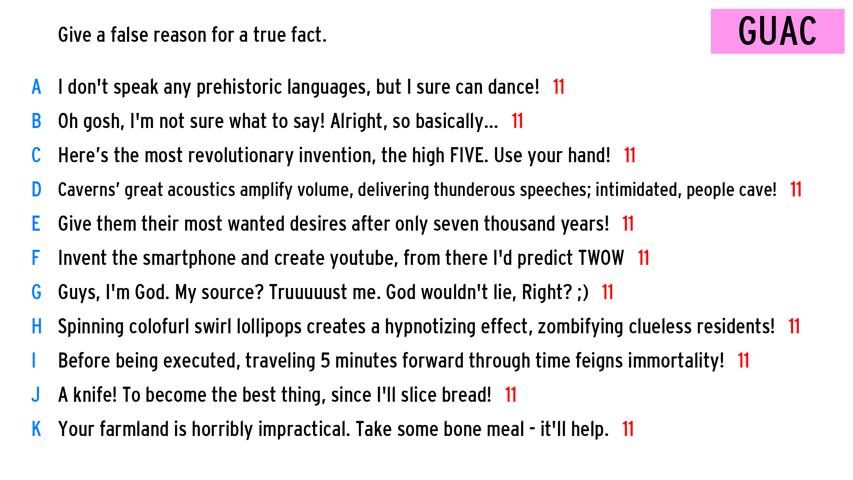 Give a false reason for a true fact.
GUAC
A I don't speak any prehistoric languages, but I sure can dance! 11
B Oh gosh, I'm not sure what to say! Alright, so basically... 11
C Here's the most revolutionary invention, the high FIVE. Use your hand! 11
D Caverns' great acoustics amplify volume, delivering thunderous speeches; intimidated, people cave! 11
E Give them their most wanted desires after only seven thousand years! 11
F Invent the smartphone and create youtube, from there I'd predict TWOW 11
G Guys, I'm God. My source? Truuuuust me. God wouldn't lie, Right? ;) 11
H Spinning colofurl swirl lollipops creates a hypnotizing effect, zombifying clueless residents! 11
I Before being executed, traveling 5 minutes forward through time feigns immortality! 11
J A knife! To become the best thing, since I'll slice bread! 11
K Your farmland is horribly impractical. Take some bone meal - it'll help. 11